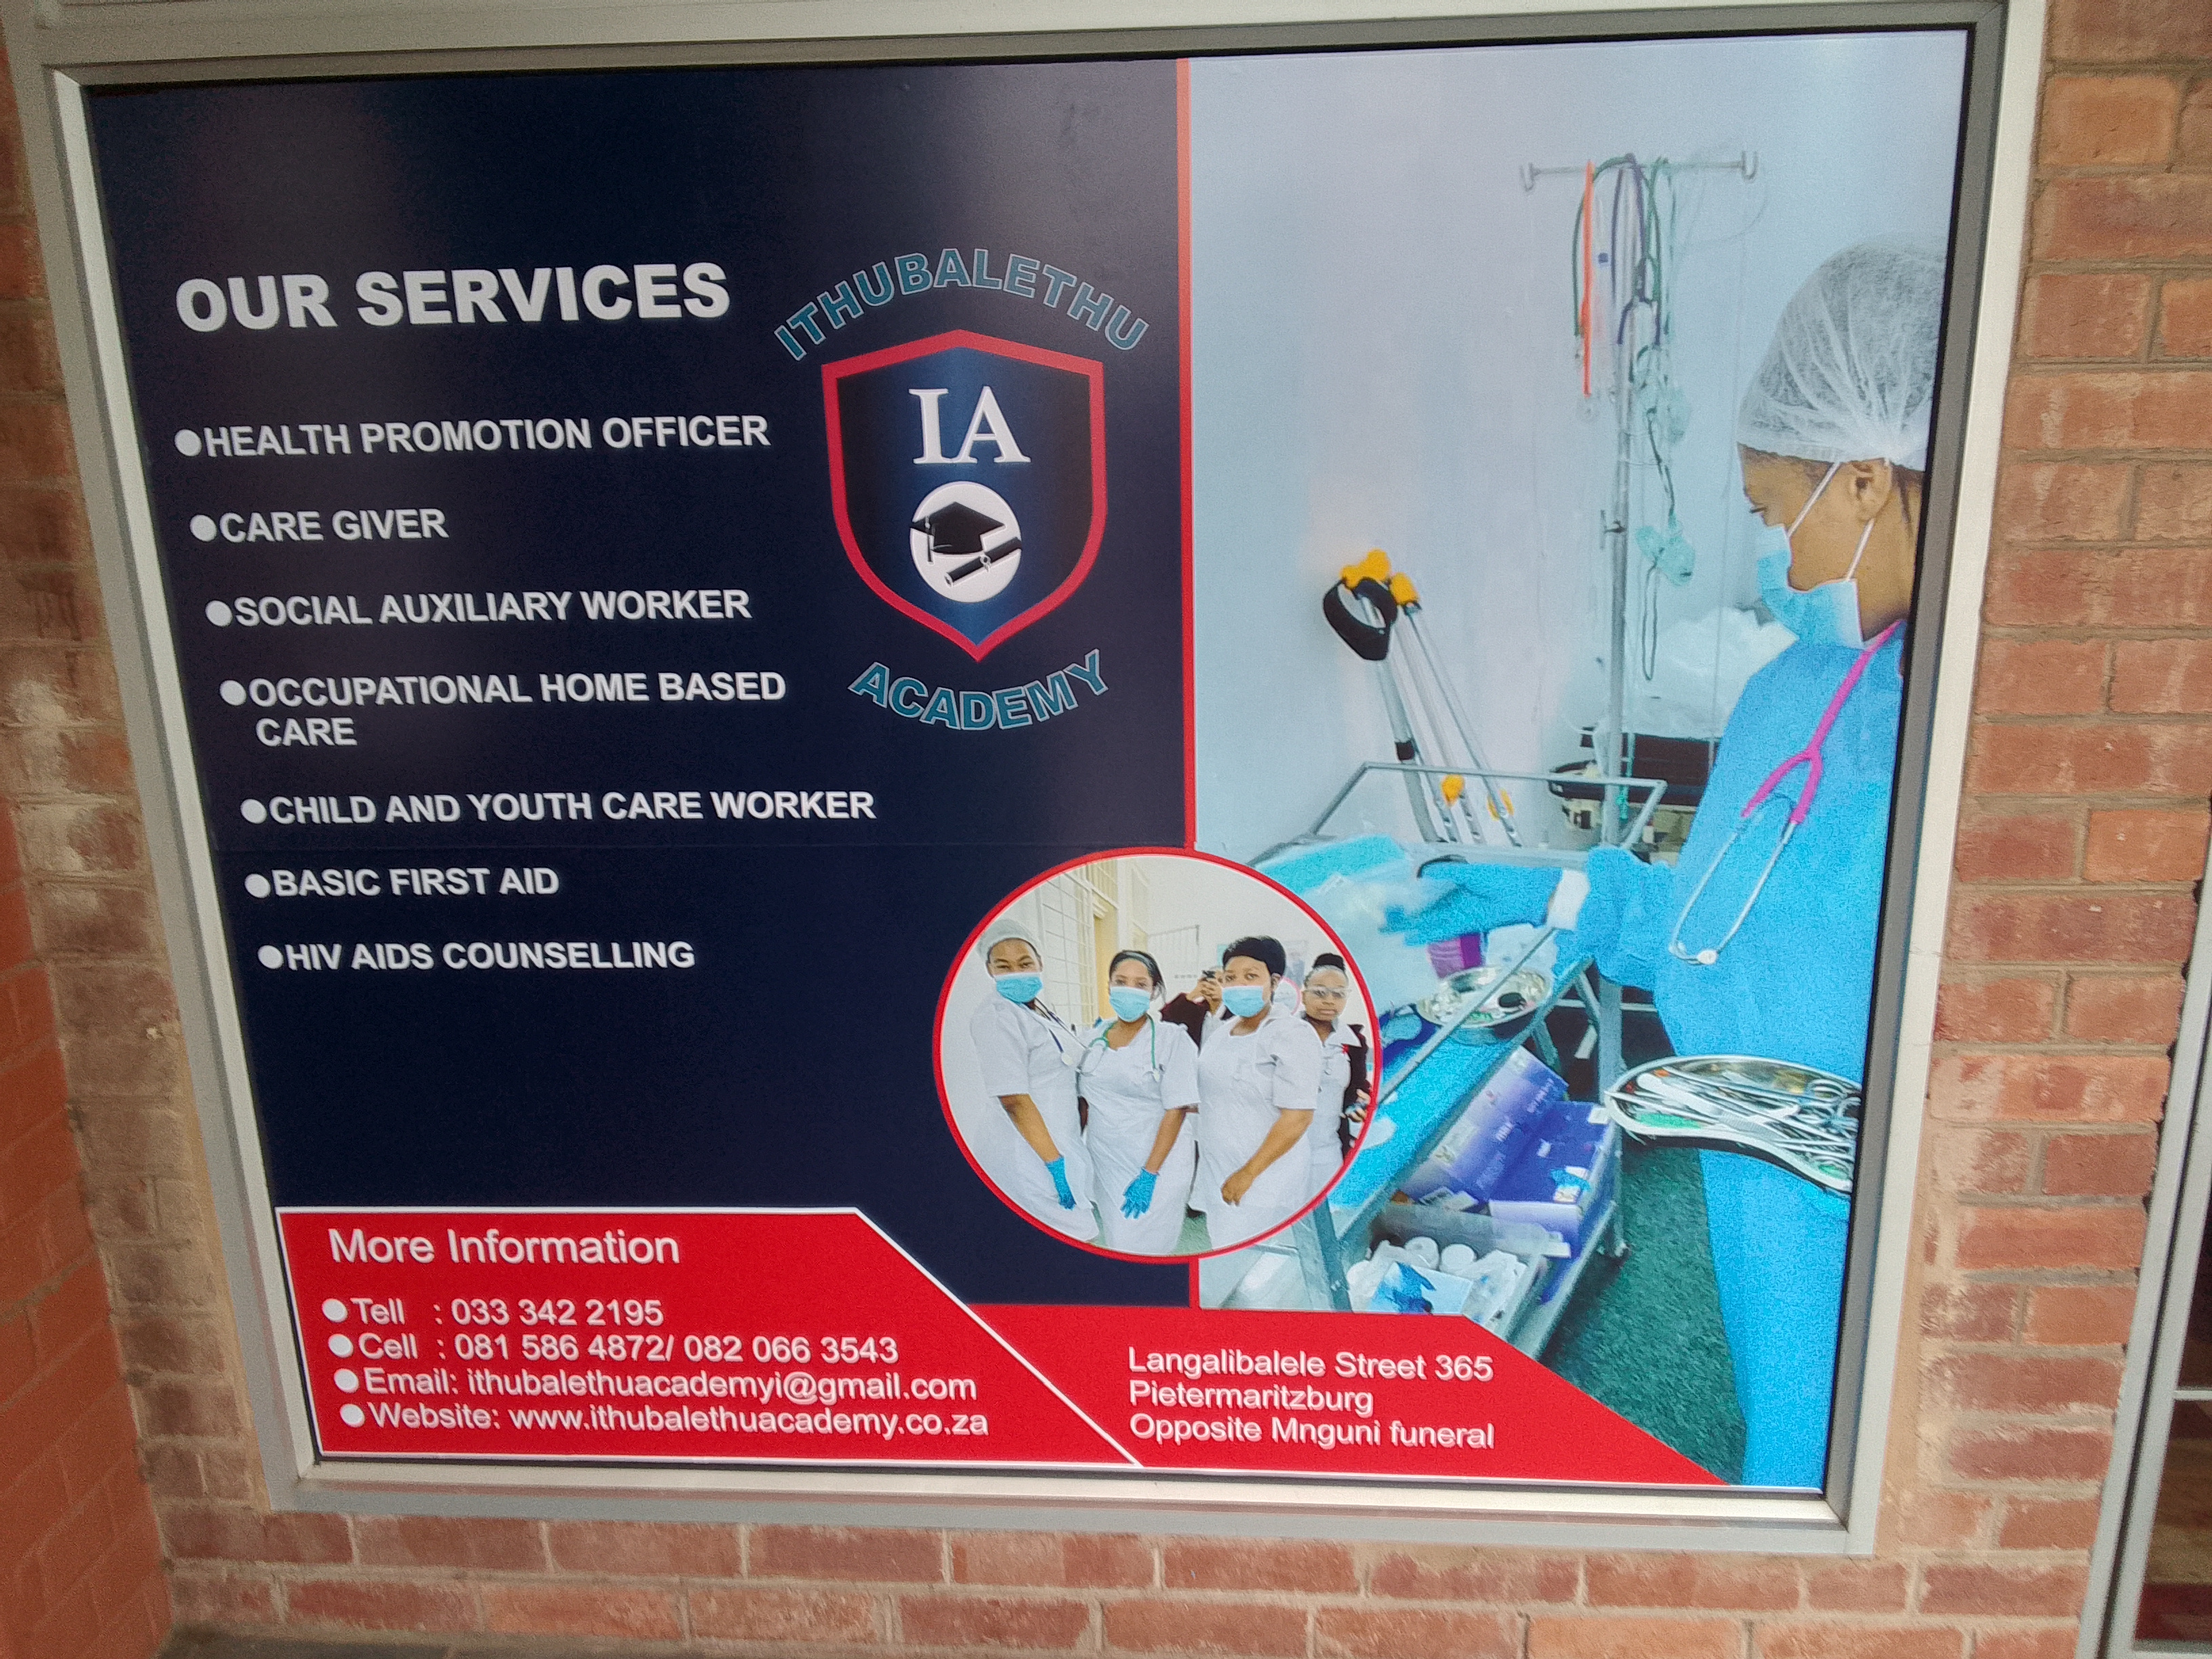 OUR SERVICES
●HEALTH PROMOTION OFFICER
●CARE GIVER
●SOCIAL AUXILIARY WORKER
●OCCUPATIONAL HOME BASED
CARE
●CHILD AND YOUTH CARE WORKER
●BASIC FIRST AID
●HIV AIDS COUNSELLING
ITHUBALETHU
IA
ACADEMY
More Information
●Tell : 033 342 2195
●Cell : 081 586 4872/ 082 066 3543
●Email: ithubalethuacademyi@gmail.com
●Website: www.ithubalethuacademy.co.za
Langalibalele Street 365
Pietermaritzburg
Opposite Mnguni funeral